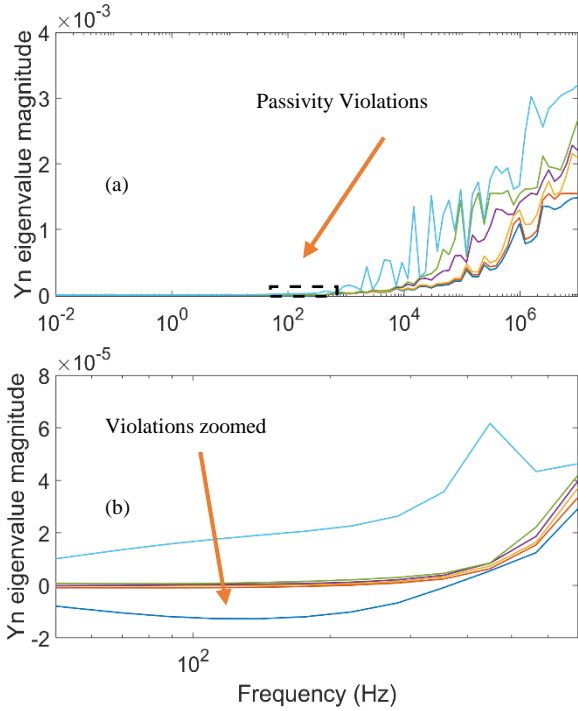 ×10⁻³
4
3
2
1
0
Yn eigenvalue magnitude
Passivity Violations
(a)
10⁻² 10⁰ 10² 10⁴ 10⁶
×10⁻⁵
8
6
4
2
0
-2
Yn eigenvalue magnitude
Violations zoomed
(b)
10²
Frequency (Hz)